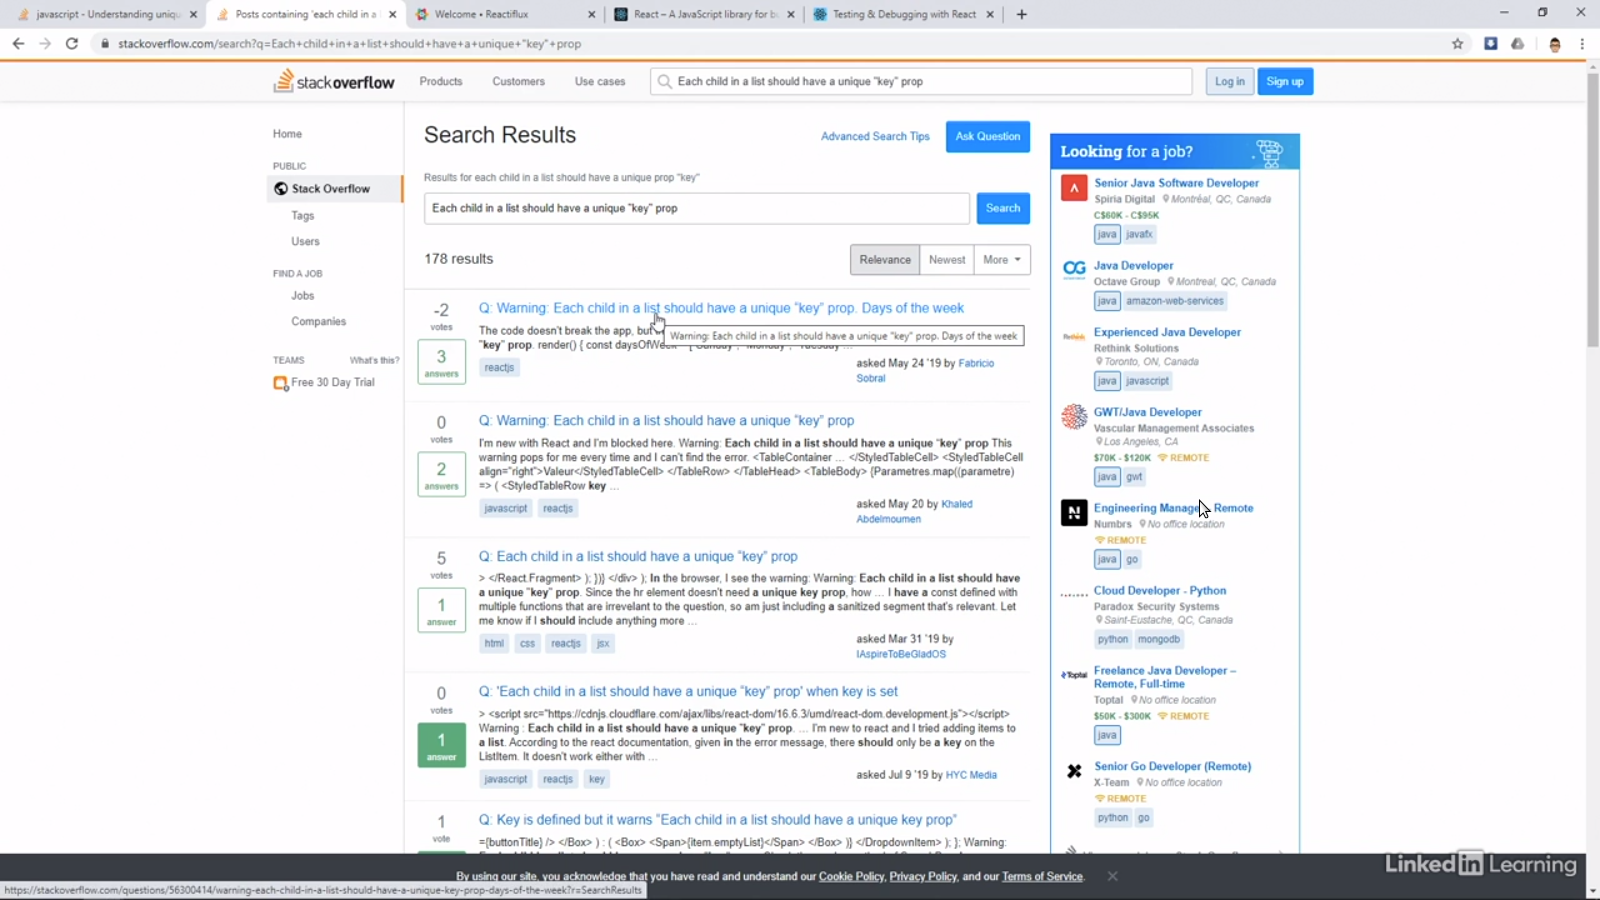 javascript - Understanding uniqu
Posts containing 'each child in a l
Welcome • Reactiflux
React – A JavaScript library for bu
Testing & Debugging with React
stackoverflow.com/search?q=Each+child+in+a+list+should+have+a+unique+"key"+prop
stackoverflow
Products
Customers
Use cases
Each child in a list should have a unique "key" prop
Log in
Sign up
Home
PUBLIC
Stack Overflow
Tags
Users
FIND A JOB
Jobs
Companies
TEAMS
What's this?
Free 30 Day Trial
Search Results
Advanced Search Tips
Ask Question
Results for each child in a list should have a unique prop "key"
Each child in a list should have a unique "key" prop
Search
178 results
Relevance
Newest
More
-2
votes
3
answers
Q: Warning: Each child in a list should have a unique "key" prop. Days of the week
The code doesn't break the app, but
Warning: Each child in a list should have a unique "key" prop. Days of the week
"key" prop. render() { const daysOfWeek
reactjs
asked May 24 '19 by Fabricio
Sobral
0
votes
2
answers
Q: Warning: Each child in a list should have a unique "key" prop
I'm new with React and I'm blocked here. Warning: Each child in a list should have a unique "key" prop This
warning pops for me every time and I can't find the error. <TableContainer ... </StyledTableCell> <StyledTableCell
align="right">Valeur</StyledTableCell> </TableRow> </TableHead> <TableBody> {Parametres.map((parametre)
=> ( <StyledTableRow key ...
javascript
reactjs
asked May 20 by Khaled
Abdelmoumen
5
votes
1
answer
Q: Each child in a list should have a unique "key" prop
> </React.Fragment> ); })} </div> ); In the browser, I see the warning: Warning: Each child in a list should have
a unique "key" prop. Since the hr element doesn't need a unique key prop, how ... I have a const defined with
multiple functions that are irrevelant to the question, so am just including a sanitized segment that's relevant. Let
me know if I should include anything more ...
html
css
reactjs
jsx
asked Mar 31 '19 by
IAspireToBeGladOS
0
votes
1
answer
Q: 'Each child in a list should have a unique "key" prop' when key is set
> <script src="https://cdnjs.cloudflare.com/ajax/libs/react-dom/16.6.3/umd/react-dom.development.js"></script>
Warning : Each child in a list should have a unique "key" prop. ... I'm new to react and I tried adding items to
a list. According to the react documentation, given in the error message, there should only be a key on the
ListItem. It doesn't work either with ...
javascript
reactjs
key
asked Jul 9 '19 by HYC Media
1
vote
Q: Key is defined but it warns "Each child in a list should have a unique key prop"
={buttonTitle} /> </Box> ) : ( <Box> <Span>{item.emptyList}</Span> </Box> )} </DropdownItem> ); }; Warning:
Looking for a job?
Senior Java Software Developer
Spiria Digital
Montréal, QC, Canada
C$60K - C$95K
java
javafx
Java Developer
Octave Group
Montreal, QC, Canada
java
amazon-web-services
Experienced Java Developer
Rethink Solutions
Toronto, ON, Canada
java
javascript
GWT/Java Developer
Vascular Management Associates
Los Angeles, CA
$70K - $120K
REMOTE
java
gwt
Engineering Manager Remote
Numbrs
No office location
REMOTE
java
go
Cloud Developer - Python
Paradox Security Systems
Saint-Eustache, QC, Canada
python
mongodb
Freelance Java Developer –
Remote, Full-time
Toptal
No office location
$50K - $300K
REMOTE
java
Senior Go Developer (Remote)
X-Team
No office location
REMOTE
python
go
By using our site, you acknowledge that you have read and understand our Cookie Policy, Privacy Policy, and our Terms of Service.
LinkedIn Learning
https://stackoverflow.com/questions/56300414/warning-each-child-in-a-list-should-have-a-unique-key-prop-days-of-the-week?r=SearchResults